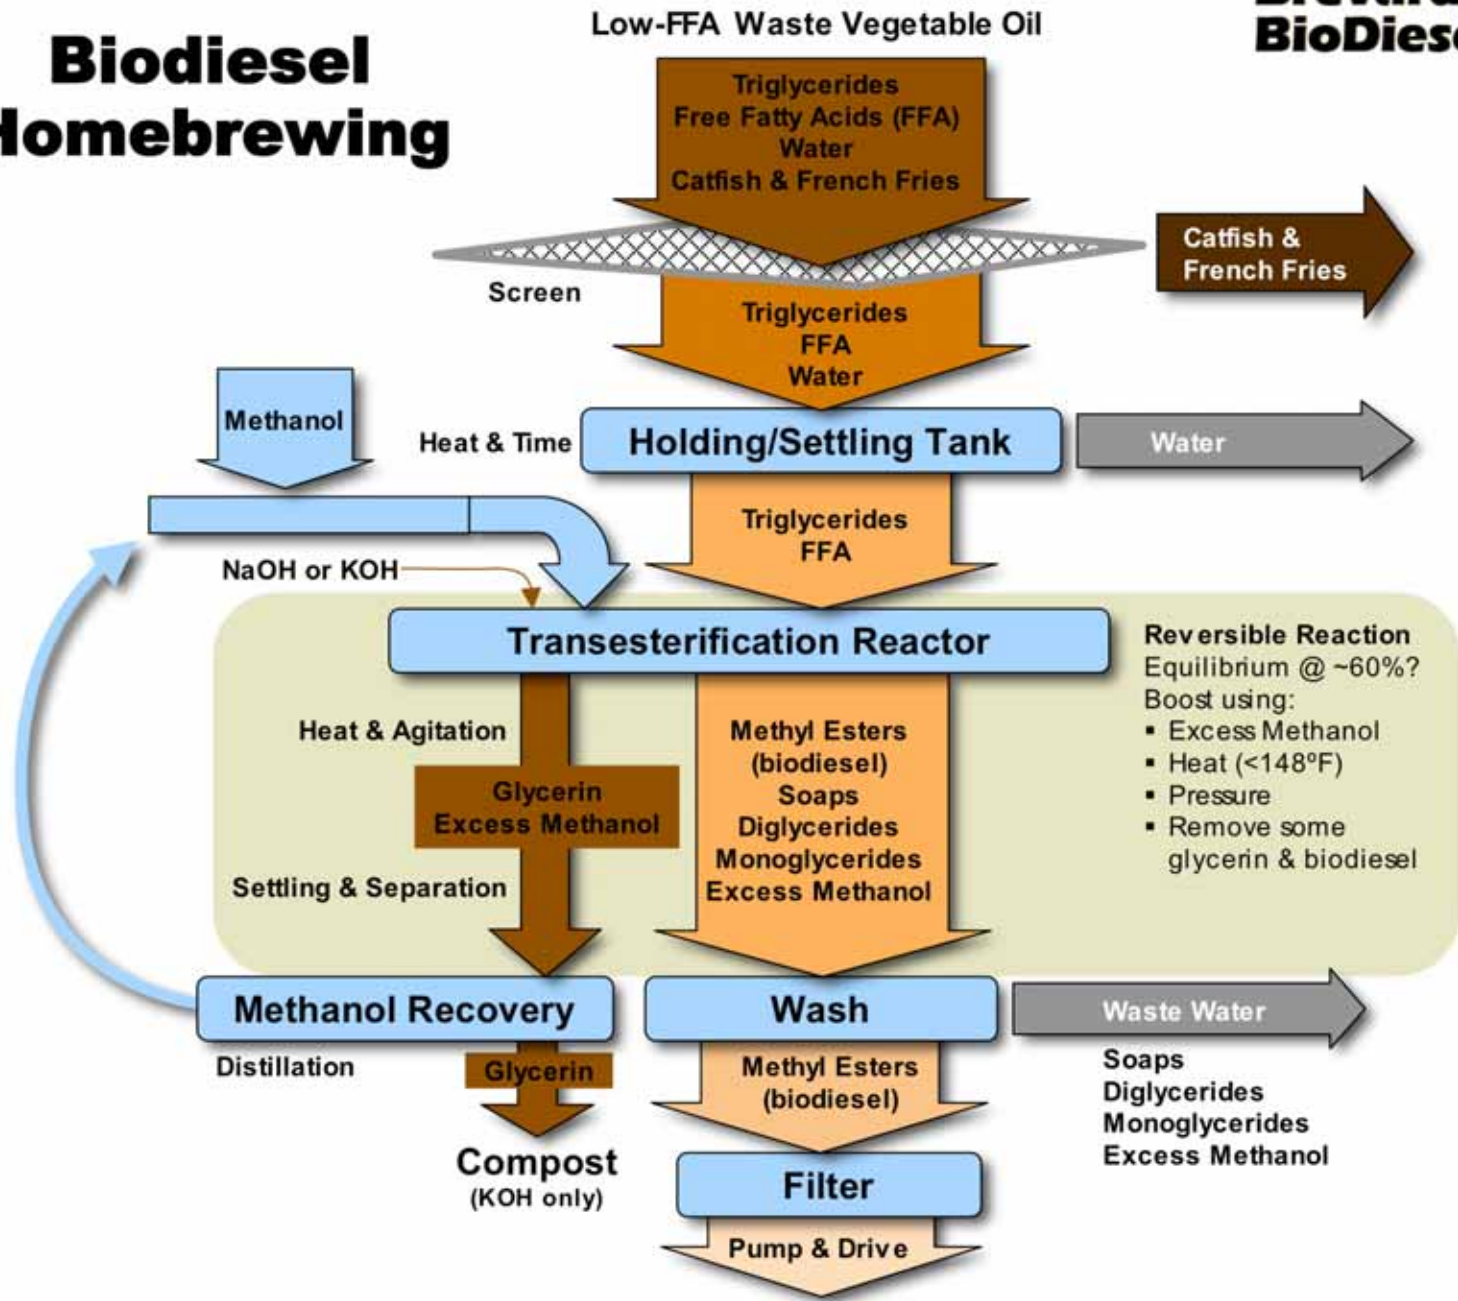 Biodiesel
Homebrewing
Low-FFA Waste Vegetable Oil
BioDiese
Triglycerides
Free Fatty Acids (FFA)
Water
Catfish & French Fries
Catfish &
French Fries
Screen
Triglycerides
FFA
Water
Methanol
Heat & Time
Holding/Settling Tank
Water
Triglycerides
FFA
NaOH or KOH
Transesterification Reactor
Reversible Reaction
Equilibrium @ ~60%?
Boost using:
▪ Excess Methanol
▪ Heat (<148ºF)
▪ Pressure
▪ Remove some
glycerin & biodiesel
Heat & Agitation
Glycerin
Excess Methanol
Settling & Separation
Methyl Esters
(biodiesel)
Soaps
Diglycerides
Monoglycerides
Excess Methanol
Methanol Recovery
Distillation
Glycerin
Compost
(KOH only)
Wash
Methyl Esters
(biodiesel)
Waste Water
Soaps
Diglycerides
Monoglycerides
Excess Methanol
Filter
Pump & Drive